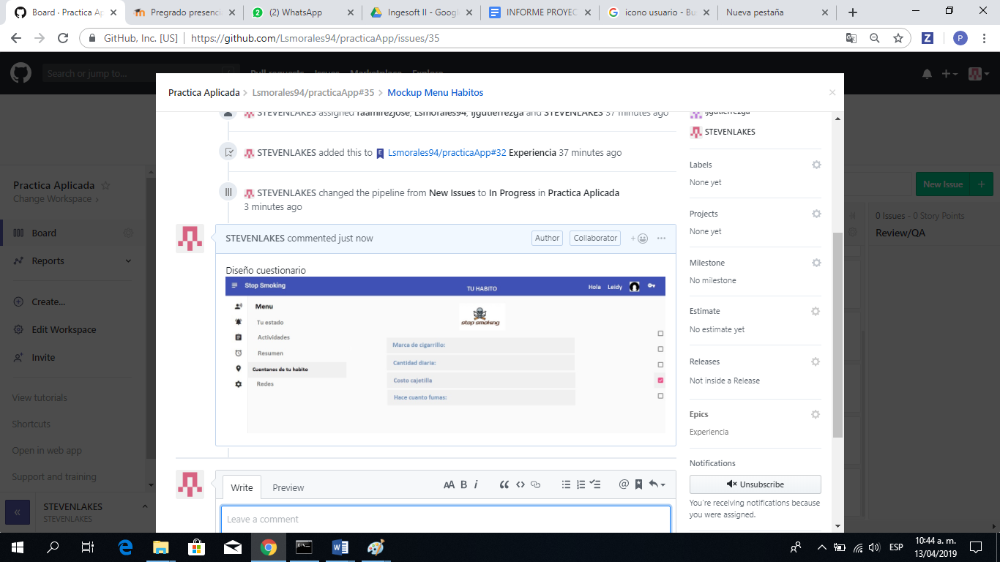 Board · Practica Ap
Pregrado presenci
(2) WhatsApp
Ingesoft II - Googl
INFORME PROYEC
icono usuario - Bu
Nueva pestaña
GitHub, Inc. [US]
https://github.com/Lsmorales94/practicaApp/issues/35
Search or jump to...
/
Pull requests Issues Marketplace Explore
Practica Aplicada > Lsmorales94/practicaApp#35 > Mockup Menu Habitos
STEVENLAKES assigned raamirezjose, Lsmorales94, ljgutierrezga and STEVENLAKES 37 minutes ago
STEVENLAKES added this to Lsmorales94/practicaApp#32 Experiencia 37 minutes ago
STEVENLAKES changed the pipeline from New Issues to In Progress in Practica Aplicada
3 minutes ago
STEVENLAKES commented just now
Author
Collaborator
Diseño cuestionario
Stop Smoking
TU HABITO
Hola Leidy
Menu
Tu estado
Actividades
Resumen
Cuentanos de tu habito
Redes
stop smoking
Marca de cigarrillo:
Cantidad diaria:
Costo cajetilla
Hace cuanto fumas:
Write
Preview
AA B i
Leave a comment
ljgutierrezga
STEVENLAKES
Labels
None yet
Projects
None yet
Milestone
No milestone
Estimate
No estimate yet
Releases
Not inside a Release
Epics
Experiencia
Notifications
Unsubscribe
You're receiving notifications because
you were assigned.
Practica Aplicada
Change Workspace >
Board
Reports
Create...
Edit Workspace
Invite
View tutorials
Shortcuts
Open in web app
Support and training
STEVENLAKES
STEVENLAKES
New Issue
0 Issues - 0 Story Points
Review/QA
ESP
10:44 a. m.
13/04/2019